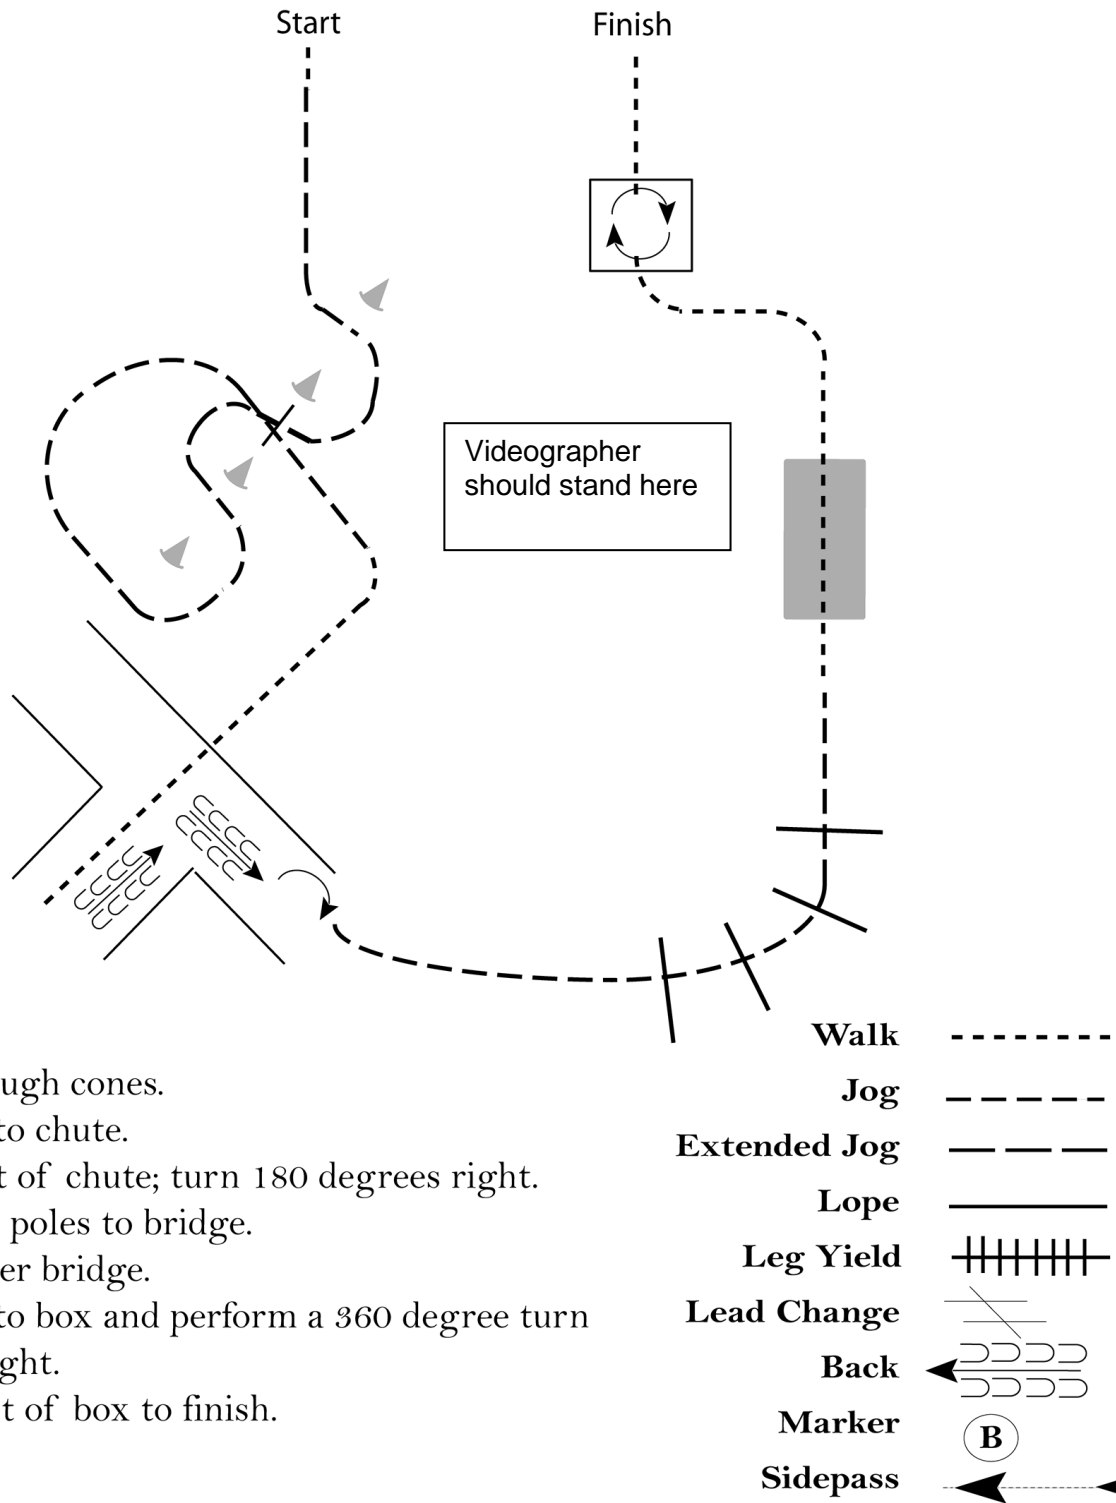 Start
Finish
Videographer
should stand here
ugh cones.
to chute.
t of chute; turn 180 degrees right.
poles to bridge.
er bridge.
to box and perform a 360 degree turn
ght.
t of box to finish.
Walk
Jog
Extended Jog
Lope
Leg Yield
Lead Change
Back
Marker
B
Sidepass